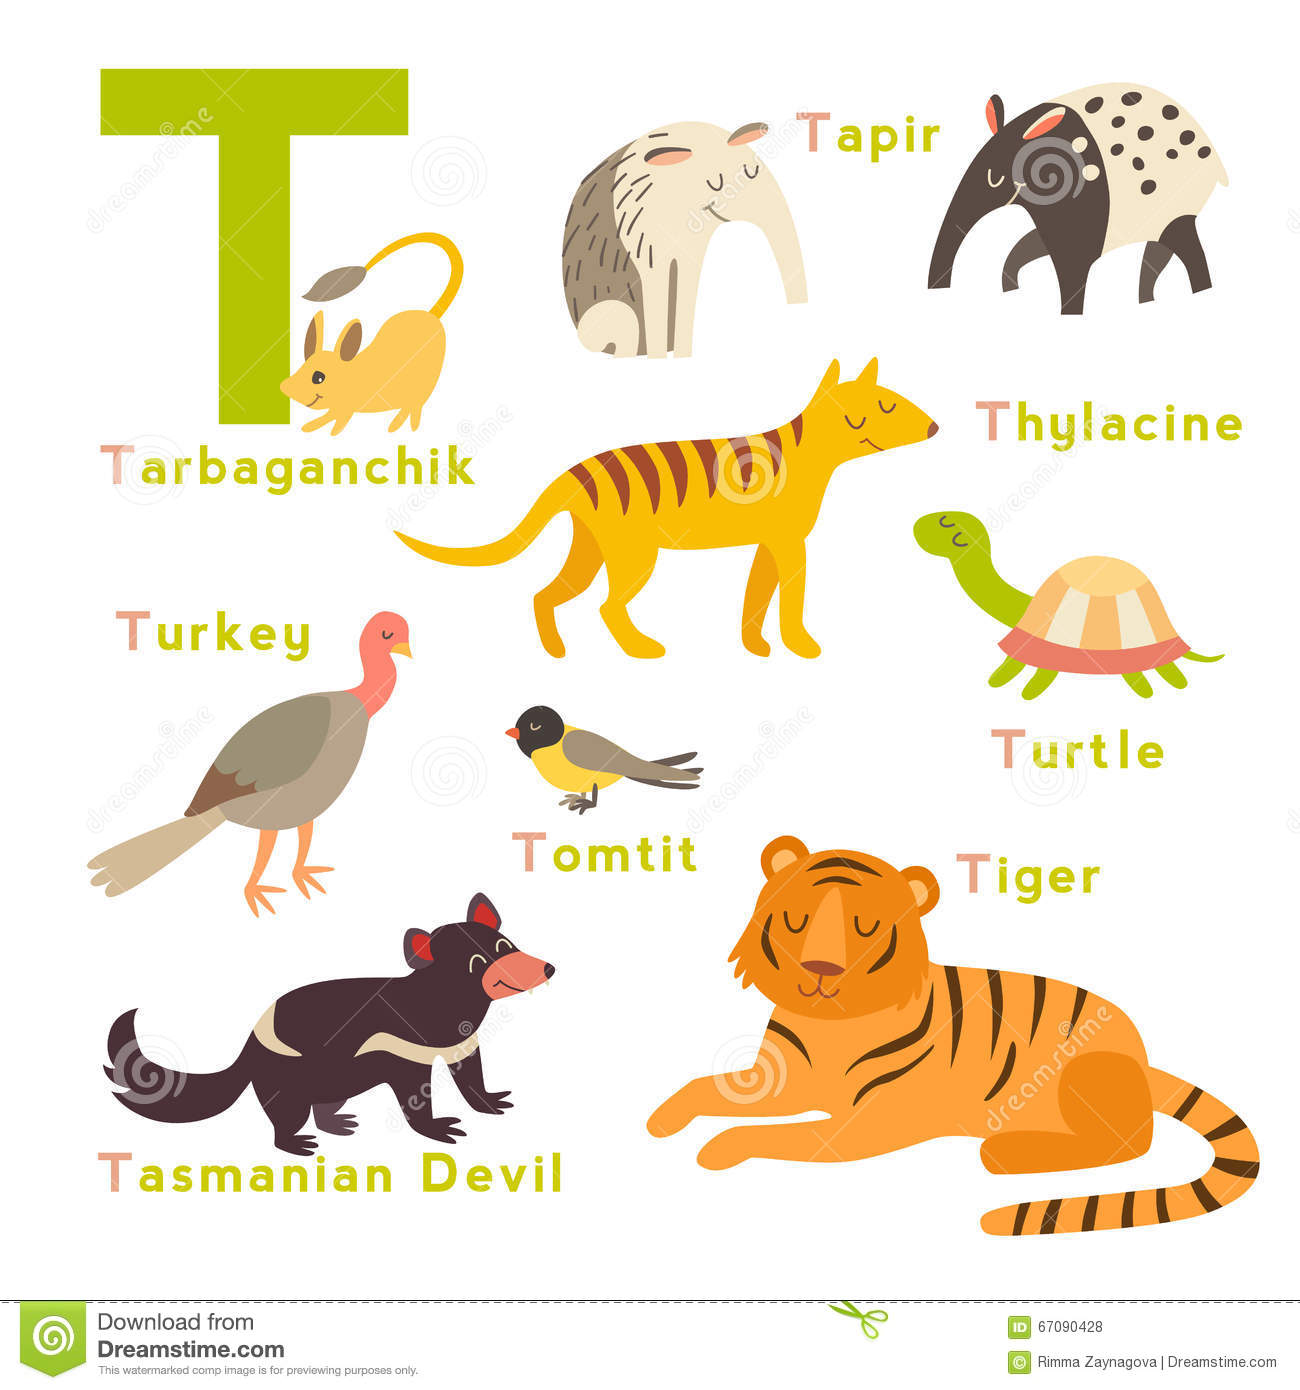 T
Tapir
Thylacine
Tarbaganchik
Turkey
Turtle
Tomtit
Tiger
Tasmanian Devil
Download from
Dreamstime.com
This watermarked comp image is for previewing purposes only.
ID 67090428
© Rimma Zaynagova | Dreamstime.com
dreamstime